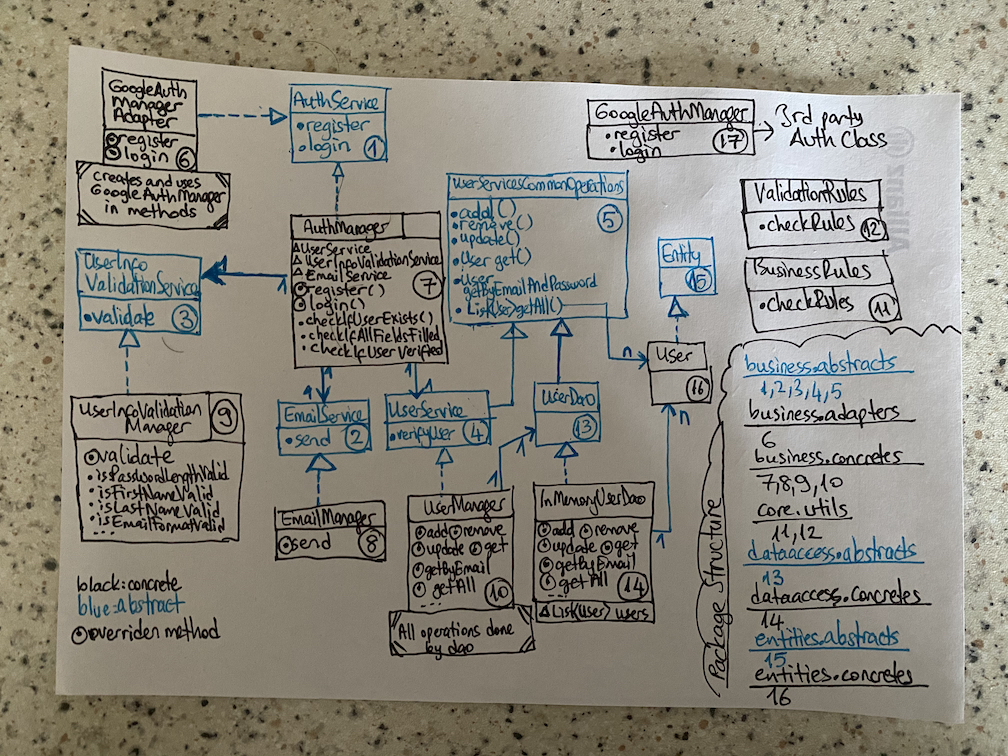 GoogleAuth
Manager
Adapter
register
login 6
creates and uses
GoogleAuthManager
in methods
AuthService
register
login 1
GoogleAuthManager
register
login 17
3rd party
Auth Class
UserServicesCommonOperations
add()
remove()
update()
User get()
User
getByEmailAndPassword
List<User>getAll()
5
AuthManager
UserService
UserInfoValidationService
EmailService
register()
login()
checkIfUserExists()
checkIfAllFieldsFilled
checkIfUserVerified
7
UserInfo
ValidationService
validate 3
1
1
1
Entity
15
ValidationRules
checkRules 12
BusinessRules
checkRules 11
User
16
n
n
1
UserInfoValidation
Manager
9
validate
isPasswordLengthValid
isFirstNameValid
isLastNameValid
isEmailFormatValid
...
EmailService
send 2
UserService
verifyUser 4
UserDao
13
EmailManager
send 8
UserManager
add remove
update get
getByEmail
getAll
...
10
All operations done
by dao
InMemoryUserDao
add remove
update get
getByEmail
getAll
...
14
List<User> users
black: concrete
blue: abstract
overriden method
Package Structure
business.abstracts
1,2,3,4,5
business.adapters
6
business.concretes
7,8,9,10
core.utils
11,12
dataaccess.abstracts
13
dataaccess.concretes
14
entities.abstracts
15
entities.concretes
16
Allianz